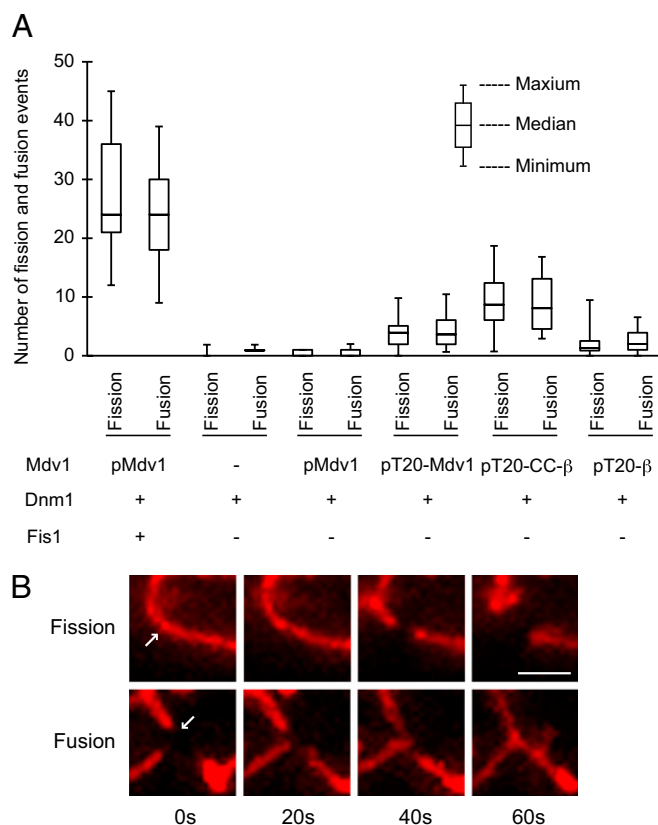 A
Number of fission and fusion events
50
40
30
20
10
0
----- Maxium
----- Median
----- Minimum
Fission Fusion Fission Fusion Fission Fusion Fission Fusion Fission Fusion Fission Fusion
Mdv1 pMdv1 - pMdv1 pT20-Mdv1 pT20-CC-β pT20-β
Dnm1 + + + + + +
Fis1 + - - - - -
B
Fission
Fusion
0s 20s 40s 60s